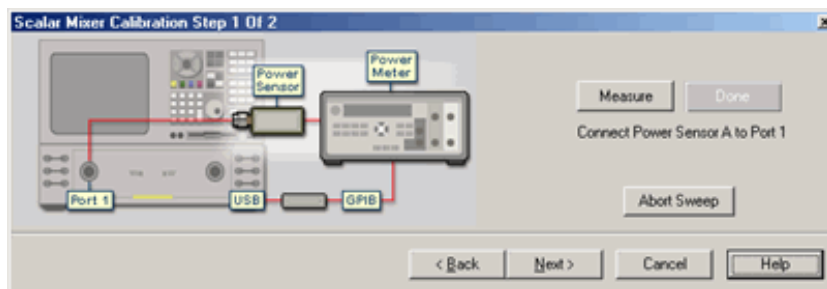 Scalar Mixer Calibration Step 1 Of 2
Power
Sensor
Power
Meter
Measure
Done
Connect Power Sensor A to Port 1
Port 1
USB
GPIB
Abort Sweep
< Back
Next >
Cancel
Help